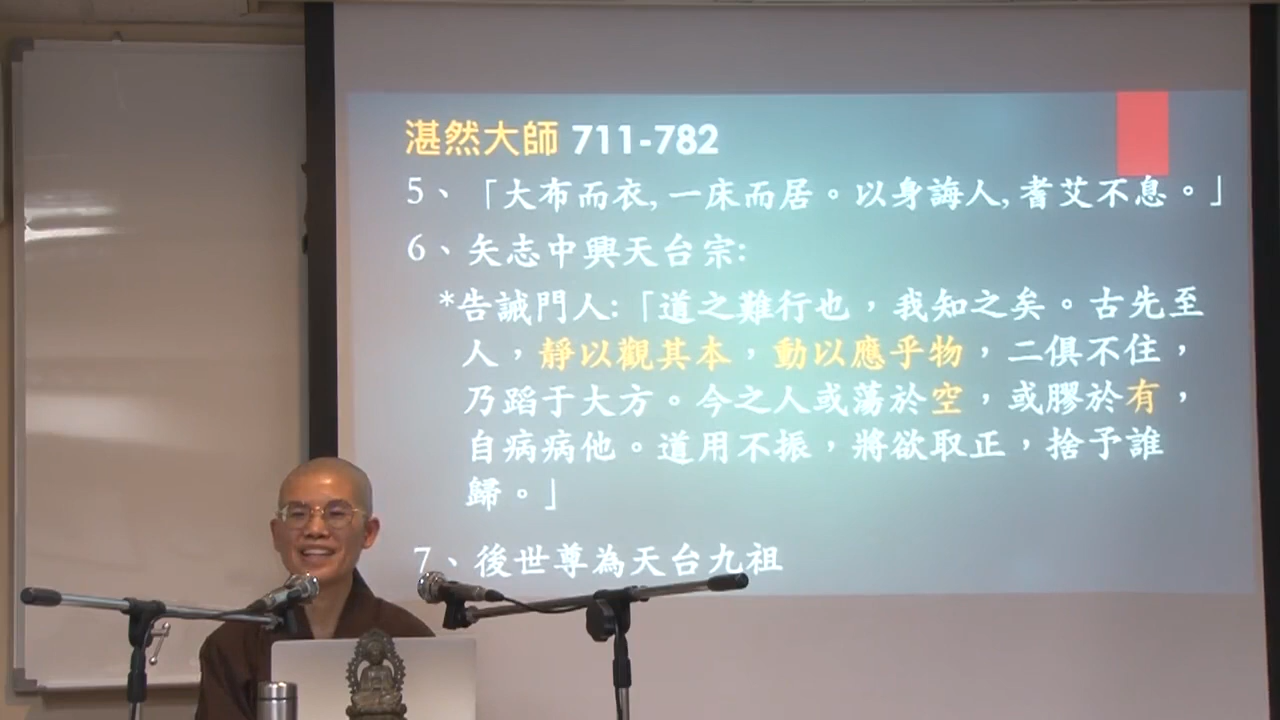 湛然大師 711-782
5、「大布而衣,一床而居。以身誨人,耆艾不息。」
6、矢志中興天台宗:
*告誡門人:「道之難行也，我知之矣。古先至
人，靜以觀其本，動以應乎物，二俱不住，
乃蹈于大方。今之人或蕩於空，或膠於有，
自病病他。道用不振，將欲取正，捨予誰
歸。」
7、後世尊為天台九祖